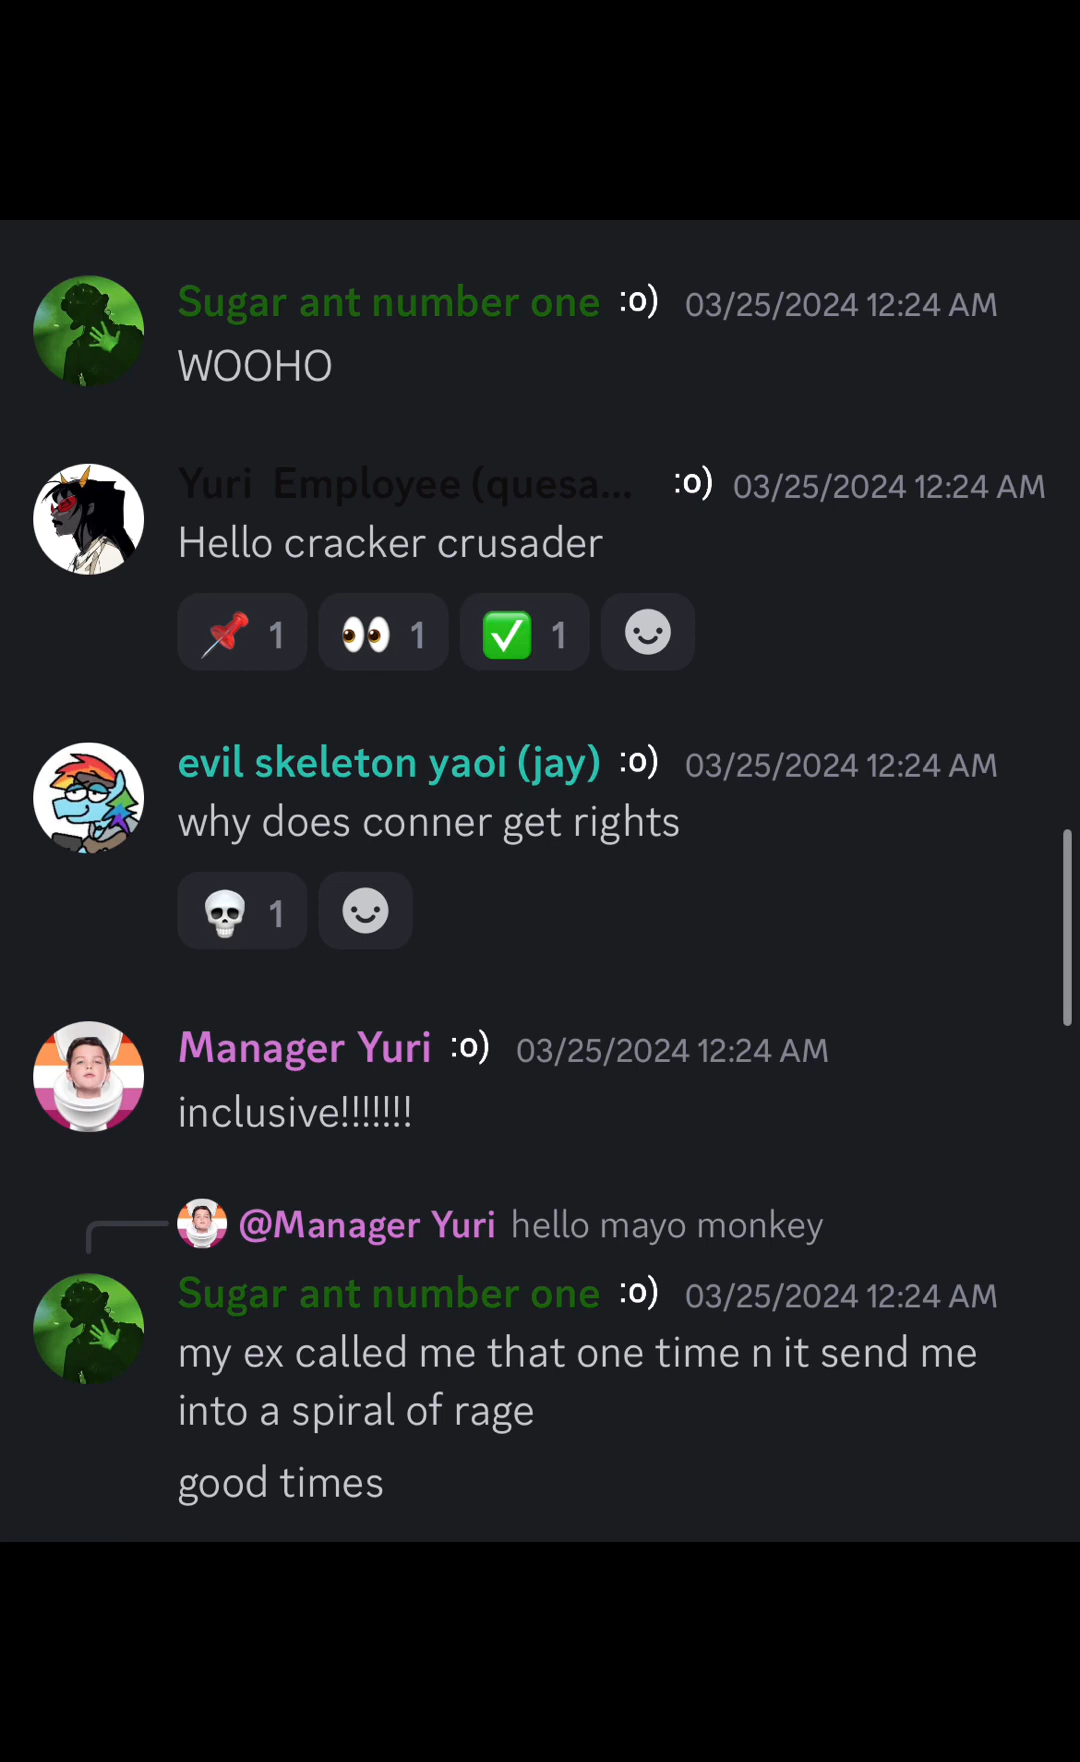 Sugar ant number one :o) 03/25/2024 12:24 AM
WOOHO
Yuri Employee (quesa... :o) 03/25/2024 12:24 AM
Hello cracker crusader
1 1 1
evil skeleton yaoi (jay) :o) 03/25/2024 12:24 AM
why does conner get rights
1
Manager Yuri :o) 03/25/2024 12:24 AM
inclusive!!!!!!!
@Manager Yuri hello mayo monkey
Sugar ant number one :o) 03/25/2024 12:24 AM
my ex called me that one time n it send me
into a spiral of rage
good times